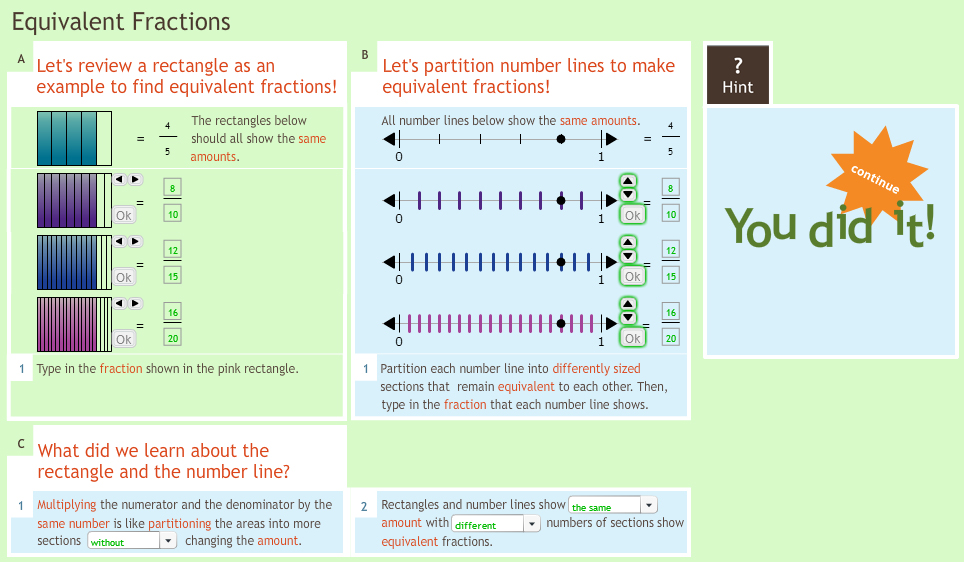 Equivalent Fractions
A
Let's review a rectangle as an
example to find equivalent fractions!
=
4
5
The rectangles below
should all show the same
amounts.
Ok
=
8
10
Ok
=
12
15
Ok
=
16
20
1
Type in the fraction shown in the pink rectangle.
B
Let's partition number lines to make
equivalent fractions!
All number lines below show the same amounts.
0
1
=
4
5
0
1
Ok
=
8
10
0
1
Ok
=
12
15
0
1
Ok
=
16
20
1
Partition each number line into differently sized
sections that remain equivalent to each other. Then,
type in the fraction that each number line shows.
?
Hint
continue
You did it!
C
What did we learn about the
rectangle and the number line?
1
Multiplying the numerator and the denominator by the
same number is like partitioning the areas into more
sections without changing the amount.
2
Rectangles and number lines show the same
amount with different numbers of sections show
equivalent fractions.